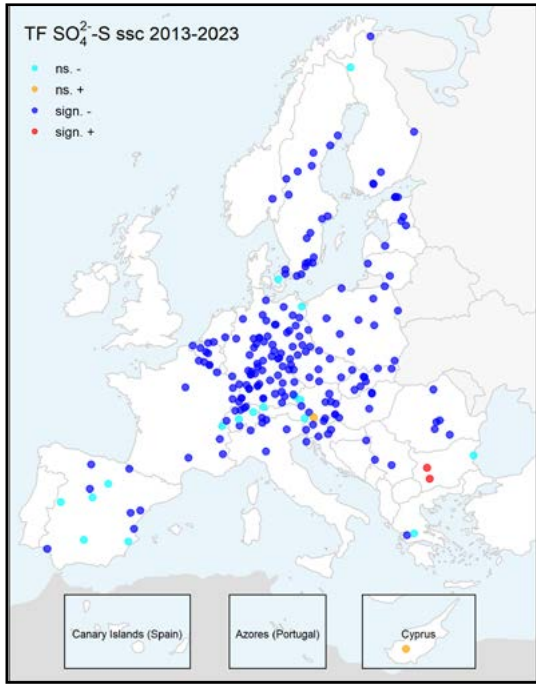 TF SO₄²⁻-S ssc 2013-2023
ns. -
ns. +
sign. -
sign. +
Canary Islands (Spain)
Azores (Portugal)
Cyprus